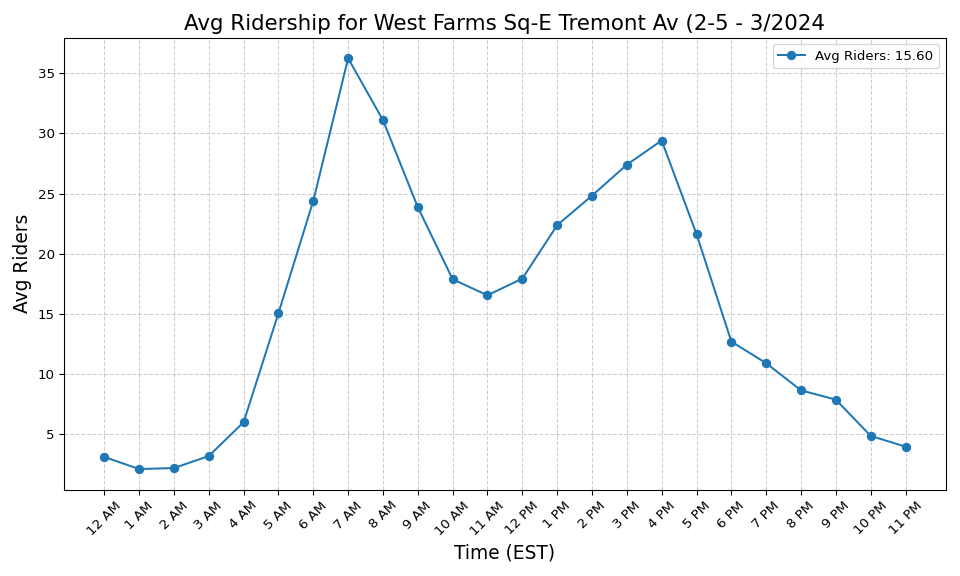 Avg Ridership for West Farms Sq-E Tremont Av (2-5 - 3/2024
Avg Riders: 15.60
Avg Riders
35
30
25
20
15
10
5
12 AM 1 AM 2 AM 3 AM 4 AM 5 AM 6 AM 7 AM 8 AM 9 AM 10 AM 11 AM 12 PM 1 PM 2 PM 3 PM 4 PM 5 PM 6 PM 7 PM 8 PM 9 PM 10 PM 11 PM
Time (EST)